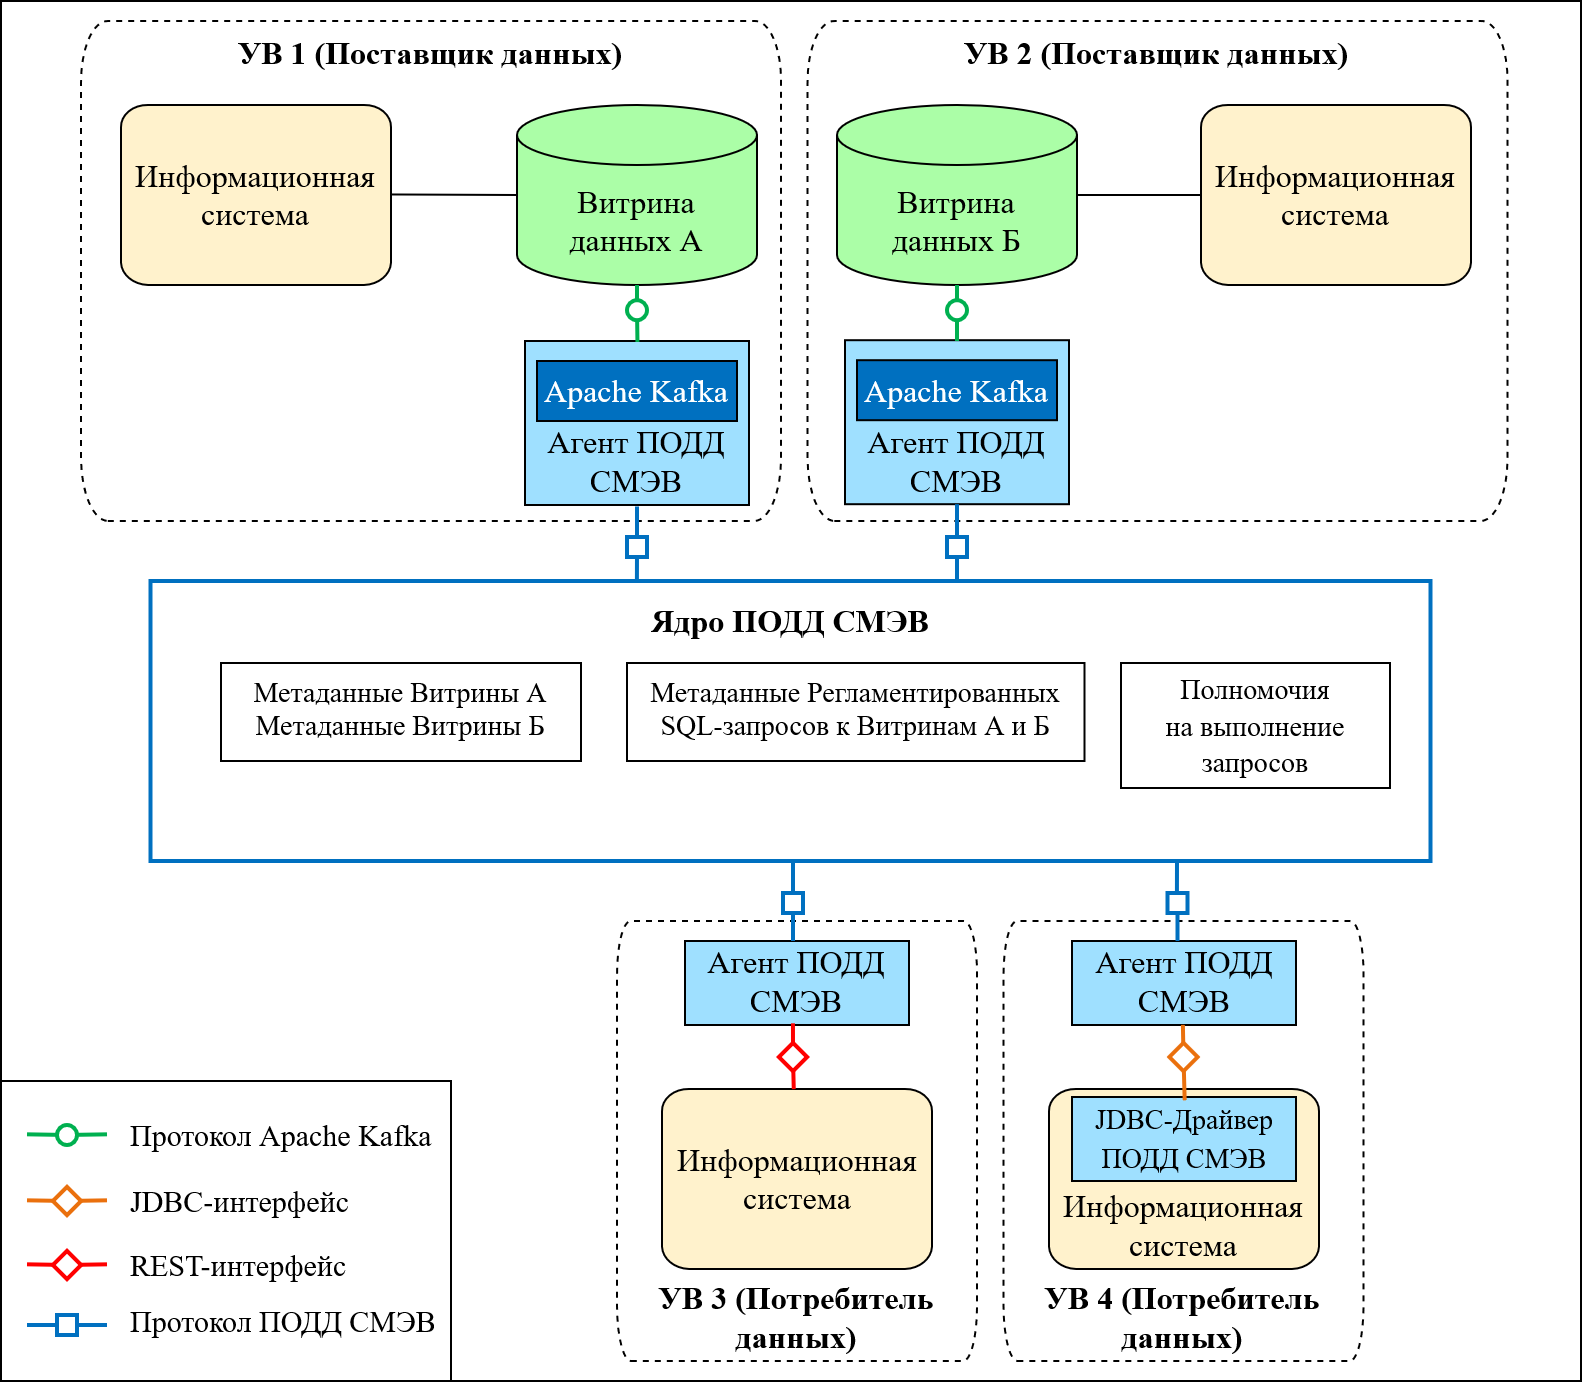 УВ 1 (Поставщик данных)
УВ 2 (Поставщик данных)
Информационная
система
Витрина
данных А
Витрина
данных Б
Информационная
система
Apache Kafka
Агент ПОДД
СМЭВ
Apache Kafka
Агент ПОДД
СМЭВ
Ядро ПОДД СМЭВ
Метаданные Витрины А
Метаданные Витрины Б
Метаданные Регламентированных
SQL-запросов к Витринам А и Б
Полномочия
на выполнение
запросов
Агент ПОДД
СМЭВ
Агент ПОДД
СМЭВ
Информационная
система
JDBC-Драйвер
ПОДД СМЭВ
Информационная
система
УВ 3 (Потребитель
данных)
УВ 4 (Потребитель
данных)
Протокол Apache Kafka
JDBC-интерфейс
REST-интерфейс
Протокол ПОДД СМЭВ